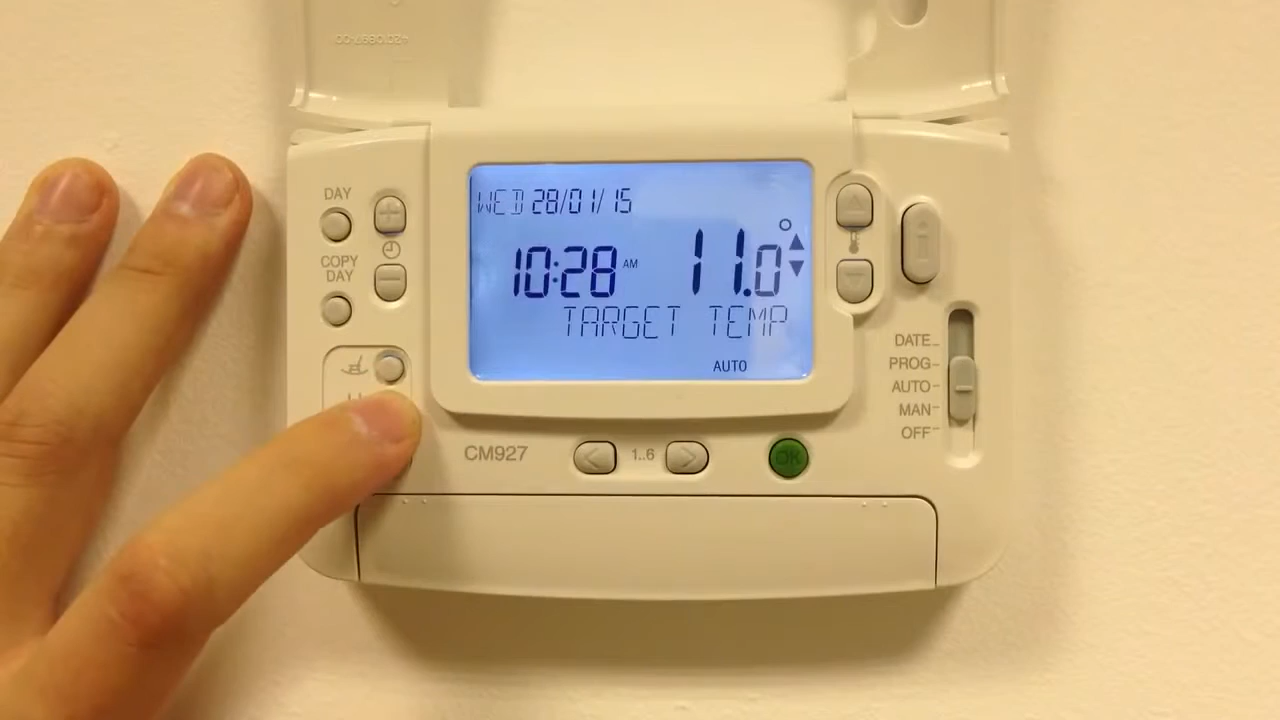 DAY
COPY
DAY
WED 28/01/15
10:28 AM 11.0°
TARGET TEMP
AUTO
i
DATE
PROG
AUTO
MAN
OFF
CM927
< 1..6 >
OK